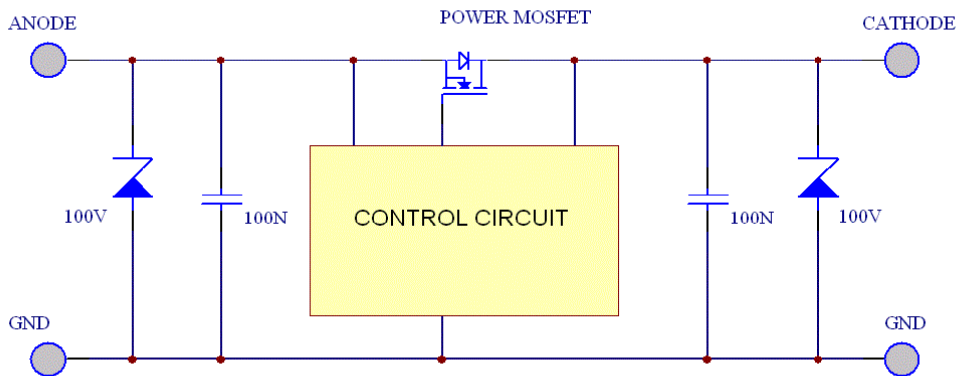 POWER MOSFET
ANODE
CATHODE
100V
100N
CONTROL CIRCUIT
100N
100V
GND
GND